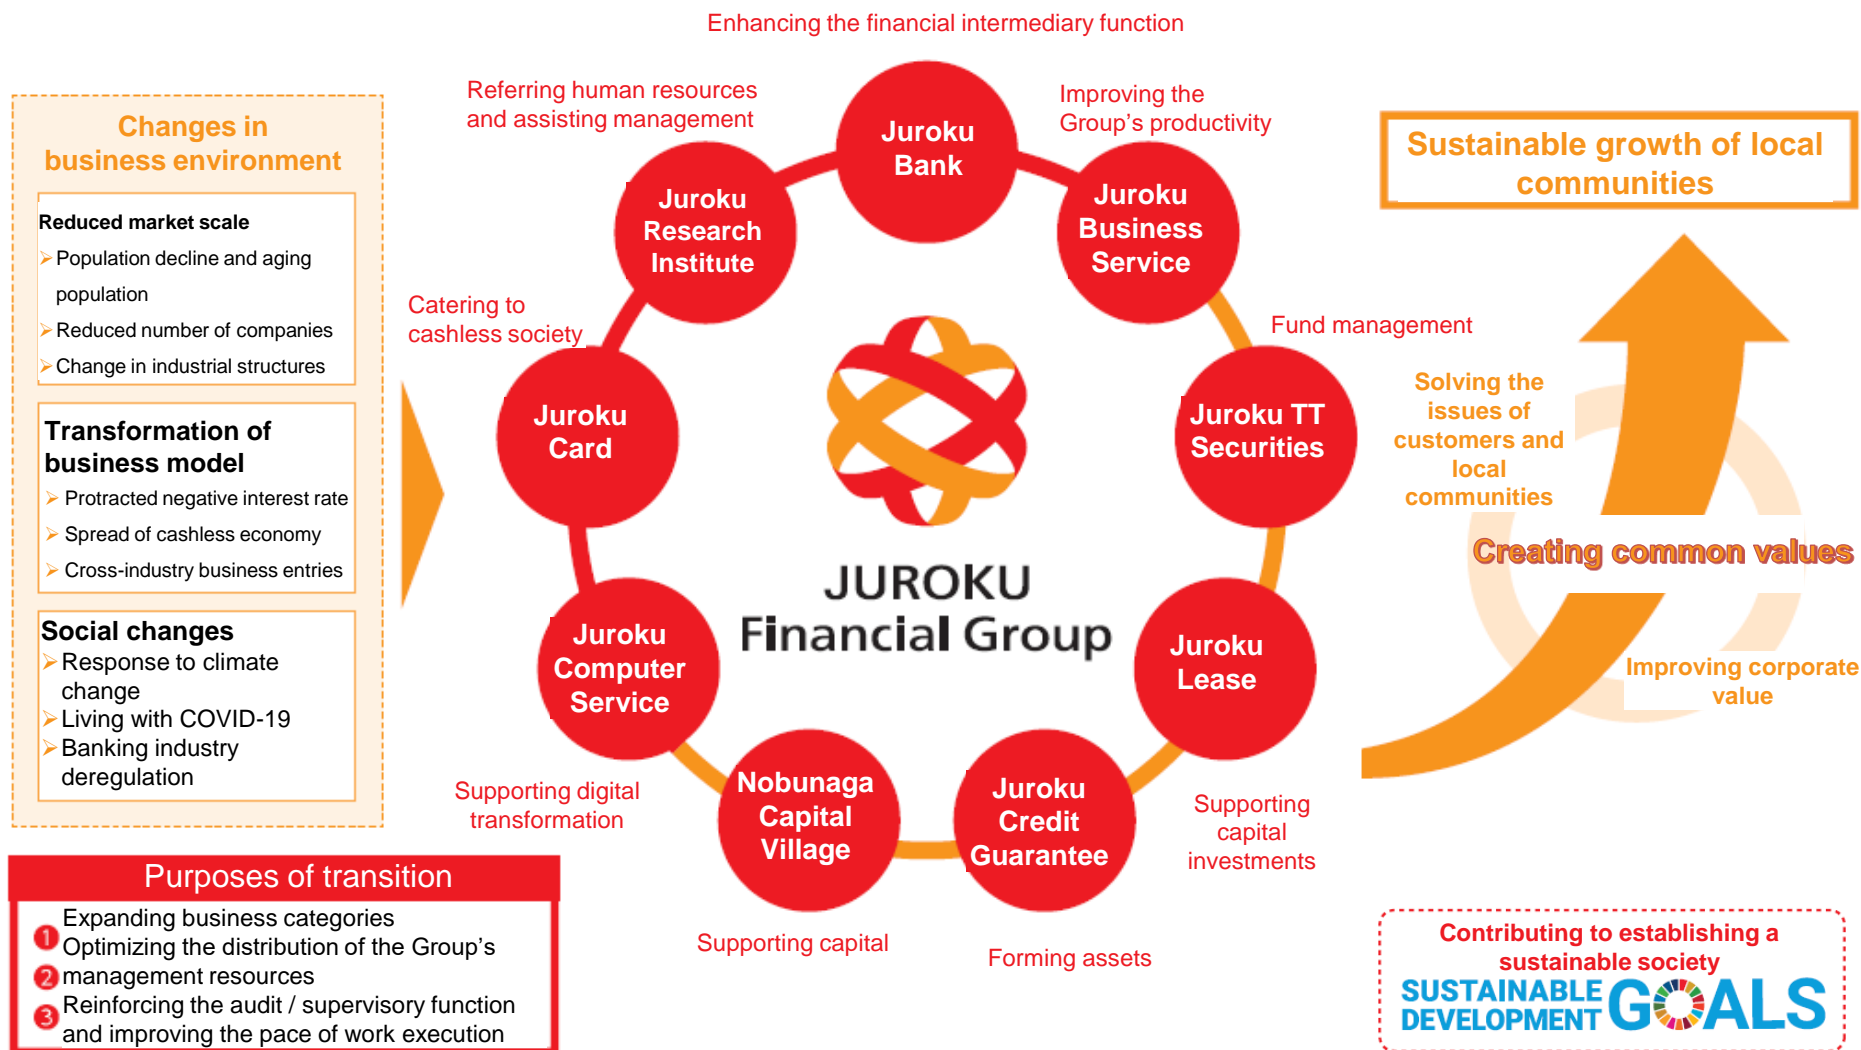 Enhancing the financial intermediary function
Referring human resources
and assisting management
Improving the
Group's productivity
Changes in
business environment
Reduced market scale
Population decline and aging
population
Reduced number of companies
Change in industrial structures
Transformation of
business model
Protracted negative interest rate
Spread of cashless economy
Cross-industry business entries
Social changes
Response to climate
change
Living with COVID-19
Banking industry
deregulation
Juroku
Bank
Juroku
Research
Institute
Juroku
Business
Service
Catering to
cashless society
Fund management
Juroku
Card
Juroku TT
Securities
JUROKU
Financial Group
Juroku
Computer
Service
Juroku
Lease
Supporting digital
transformation
Nobunaga
Capital
Village
Juroku
Credit
Guarantee
Supporting
capital
investments
Supporting capital
Forming assets
Sustainable growth of local
communities
Solving the
issues of
customers and
local
communities
Creating common values
Improving corporate
value
Purposes of transition
1 Expanding business categories
2 Optimizing the distribution of the Group's
management resources
3 Reinforcing the audit / supervisory function
and improving the pace of work execution
Contributing to establishing a
sustainable society
SUSTAINABLE
DEVELOPMENT
GOALS